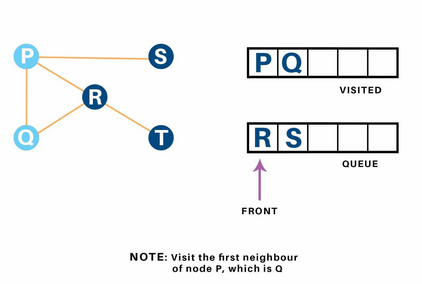 P
S
R
Q
T
P Q
VISITED
R S
QUEUE
FRONT
NOTE: Visit the first neighbour
of node P, which is Q